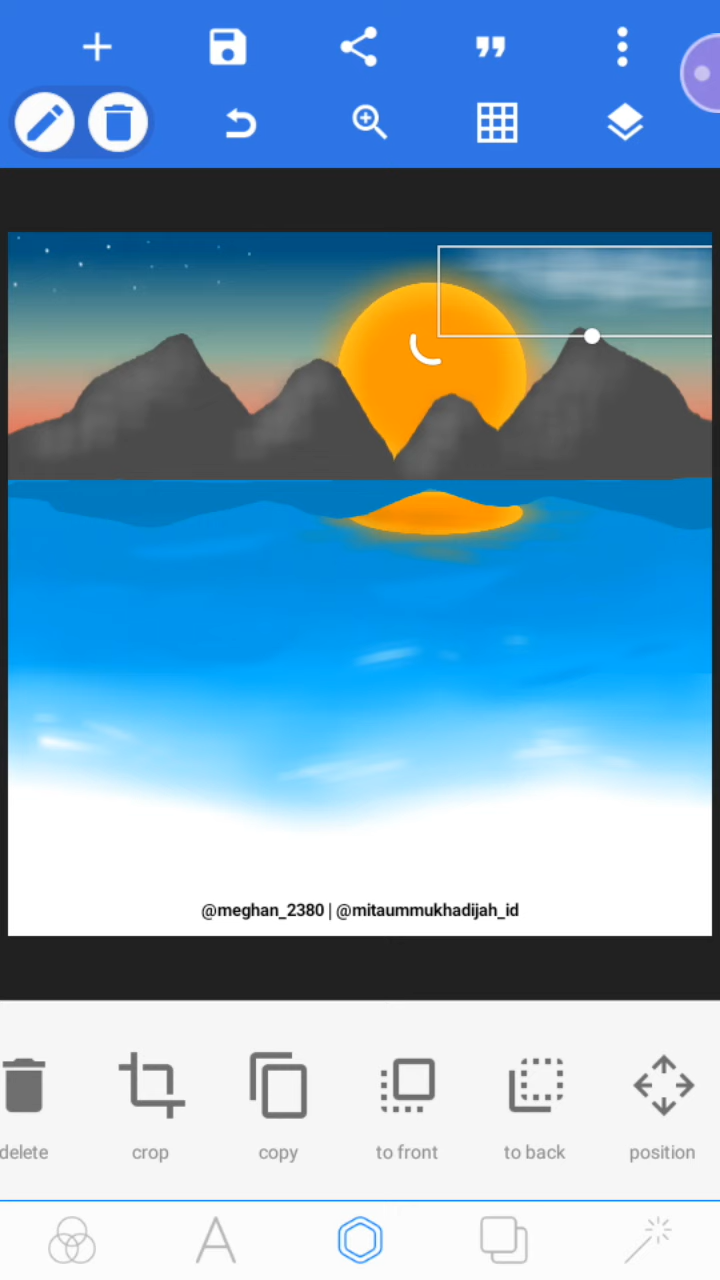 @meghan_2380 | @mitaummukhadijah_id
delete
crop
copy
to front
to back
position